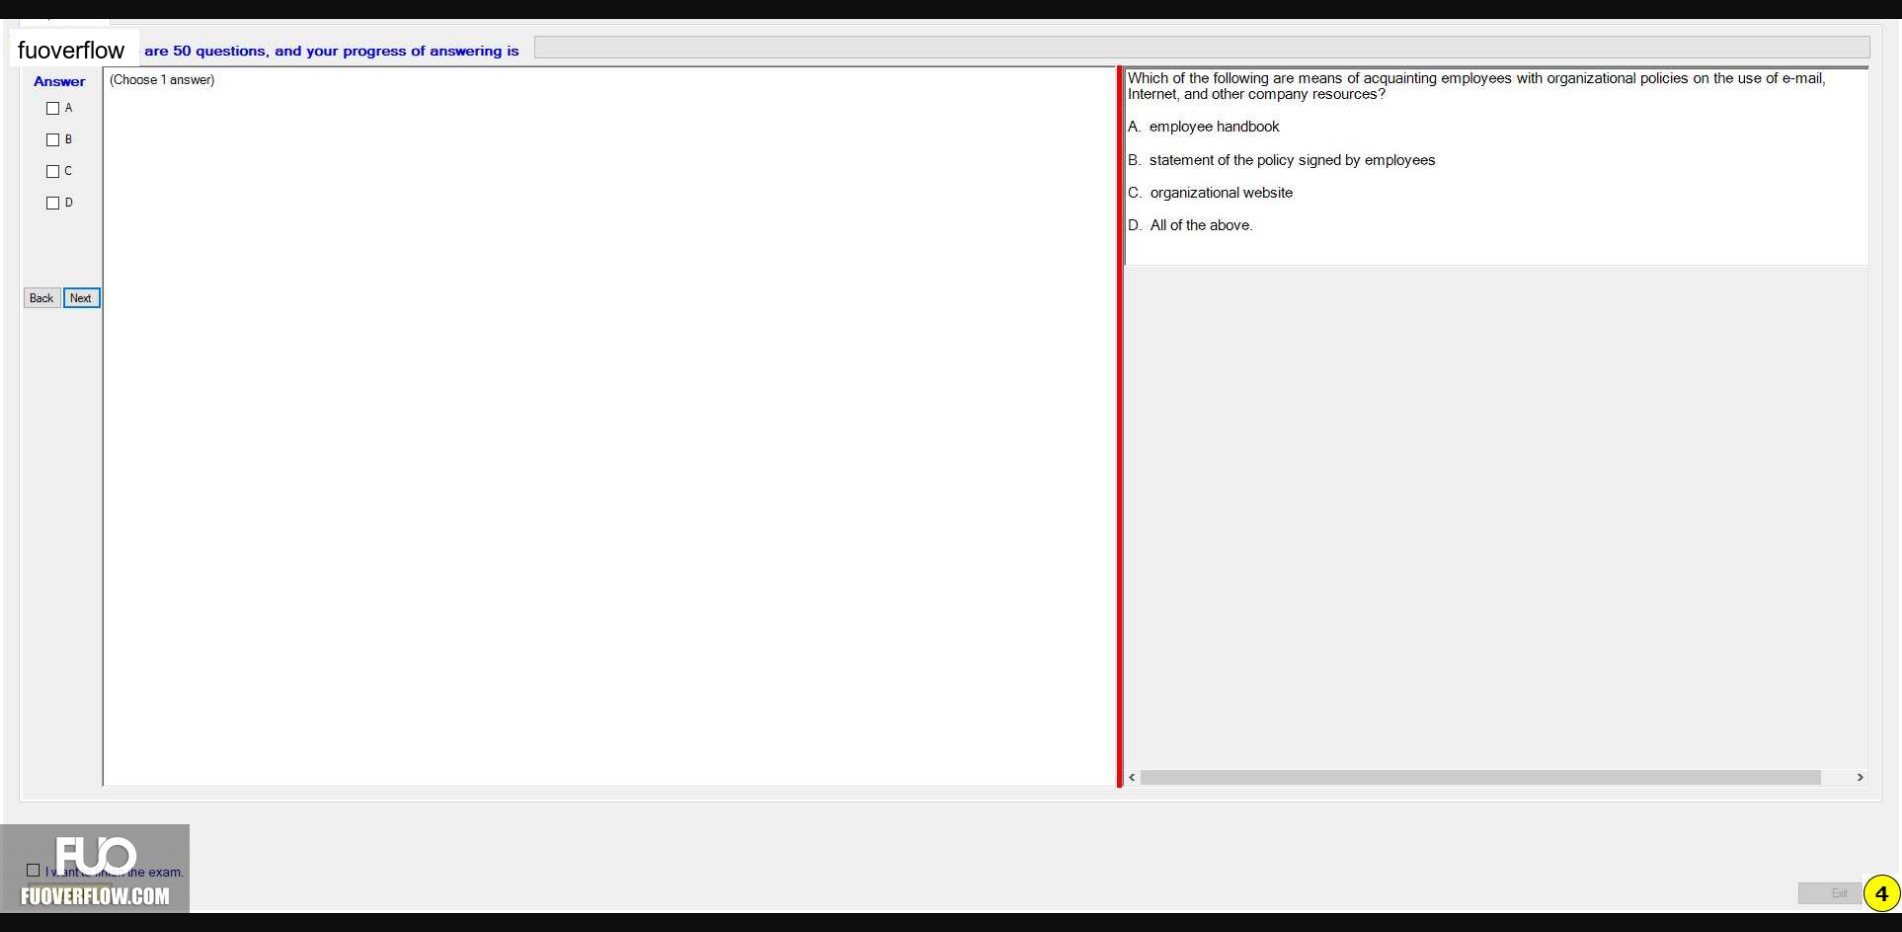 fuoverflow are 50 questions, and your progress of answering is
Answer
(Choose 1 answer)
A
B
C
D
Back Next
Which of the following are means of acquainting employees with organizational policies on the use of e-mail,
Internet, and other company resources?
A. employee handbook
B. statement of the policy signed by employees
C. organizational website
D. All of the above.
FUO
I want to finish the exam.
FUOVERFLOW.COM
Exit
4